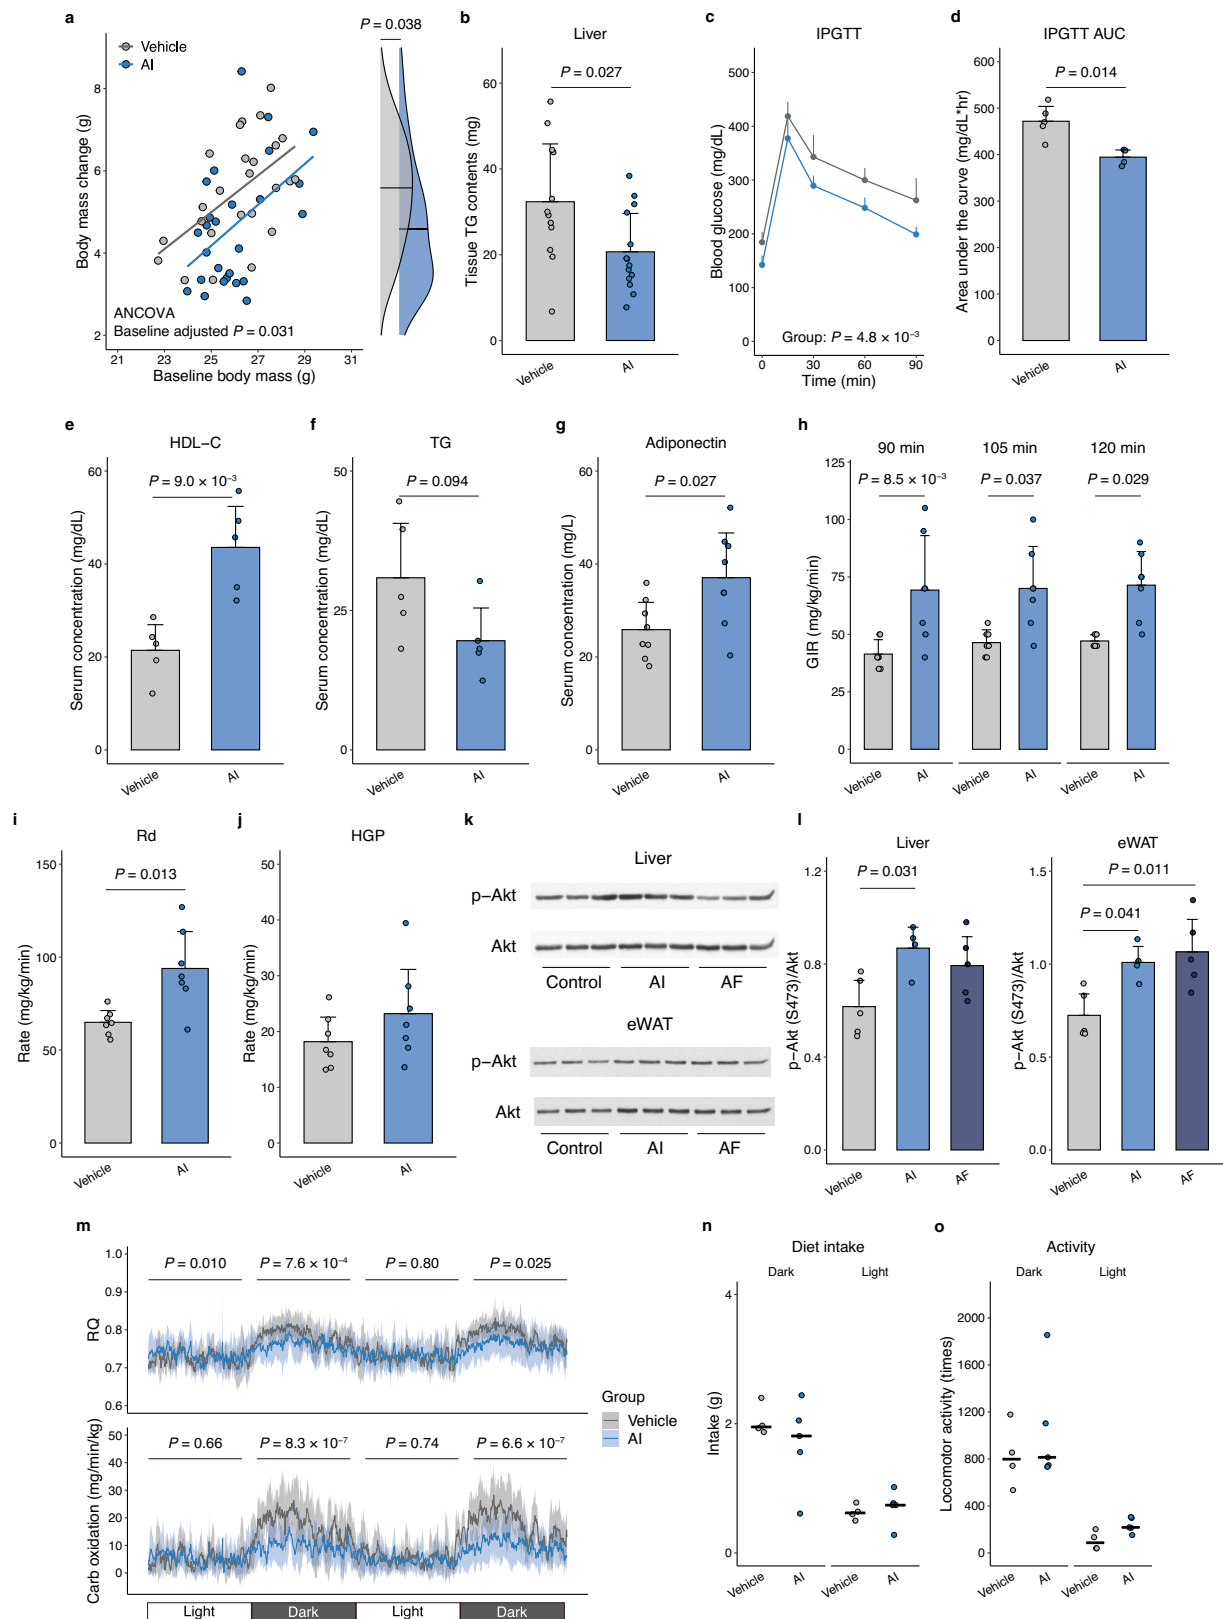 a
P = 0.038
Vehicle
AI
Body mass change (g)
8
6
4
2
ANCOVA
Baseline adjusted P = 0.031
21 23 25 27 29 31
Baseline body mass (g)
b
Liver
P = 0.027
Tissue TG contents (mg)
60
40
20
0
Vehicle AI
c
IPGTT
Blood glucose (mg/dL)
500
400
300
200
100
0
Group: P = 4.8 × 10⁻³
0 30 60 90
Time (min)
d
IPGTT AUC
P = 0.014
Area under the curve (mg/dL*hr)
600
500
400
300
200
100
0
Vehicle AI
e
HDL–C
P = 9.0 × 10⁻³
Serum concentration (mg/dL)
60
40
20
0
Vehicle AI
f
TG
P = 0.094
Serum concentration (mg/dL)
50
25
0
Vehicle AI
g
Adiponectin
P = 0.027
Serum concentration (mg/L)
60
40
20
0
Vehicle AI
h
90 min 105 min 120 min
P = 8.5 × 10⁻³ P = 0.037 P = 0.029
GIR (mg/kg/min)
125
100
75
50
25
0
Vehicle AI Vehicle AI Vehicle AI
i
Rd
P = 0.013
Rate (mg/kg/min)
150
100
50
0
Vehicle AI
j
HGP
Rate (mg/kg/min)
50
40
30
20
10
0
Vehicle AI
k
Liver
p–Akt
Akt
Control AI AF
eWAT
p–Akt
Akt
Control AI AF
l
Liver
P = 0.031
p–Akt (S473)/Akt
1.2
0.8
0.4
0.0
Vehicle AI AF
eWAT
P = 0.011
P = 0.041
p–Akt (S473)/Akt
1.5
1.0
0.5
0.0
Vehicle AI AF
m
P = 0.010 P = 7.6 × 10⁻⁴ P = 0.80 P = 0.025
RQ
1.0
0.9
0.8
0.7
0.6
P = 0.66 P = 8.3 × 10⁻⁷ P = 0.74 P = 6.6 × 10⁻⁷
Carb oxidation (mg/min/kg)
50
40
30
20
10
0
Light Dark Light Dark
Group
Vehicle
AI
n
Diet intake
Dark Light
Intake (g)
4
2
0
Vehicle AI Vehicle AI
o
Activity
Dark Light
Locomotor activity (times)
2000
1600
1200
800
400
0
Vehicle AI Vehicle AI